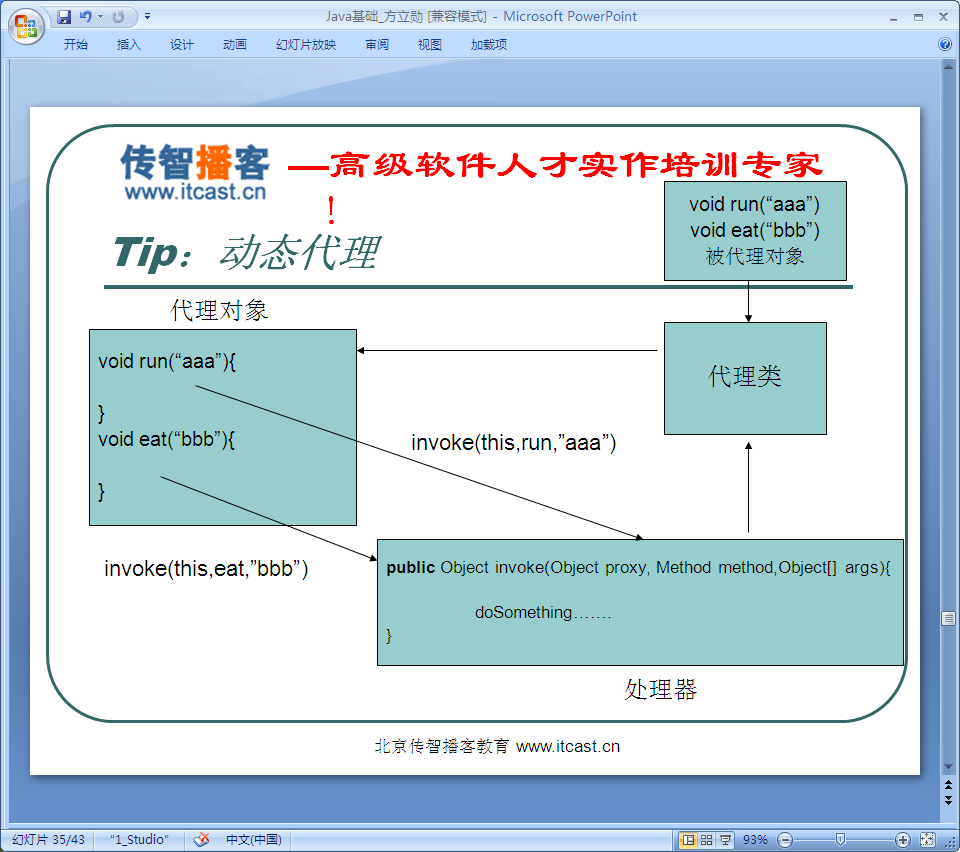 Java基础_方立勋 [兼容模式] - Microsoft PowerPoint
开始 插入 设计 动画 幻灯片放映 审阅 视图 加载项
传智播客
www.itcast.cn
—高级软件人才实作培训专家
!
Tip：动态代理
void run(“aaa”)
void eat(“bbb”)
被代理对象
代理对象
void run(“aaa”){
}
void eat(“bbb”){
}
代理类
invoke(this,run,”aaa”)
invoke(this,eat,”bbb”)
public Object invoke(Object proxy, Method method,Object[] args){
doSomething…….
}
处理器
北京传智播客教育 www.itcast.cn
幻灯片 35/43 “1_Studio” 中文(中国) 93%